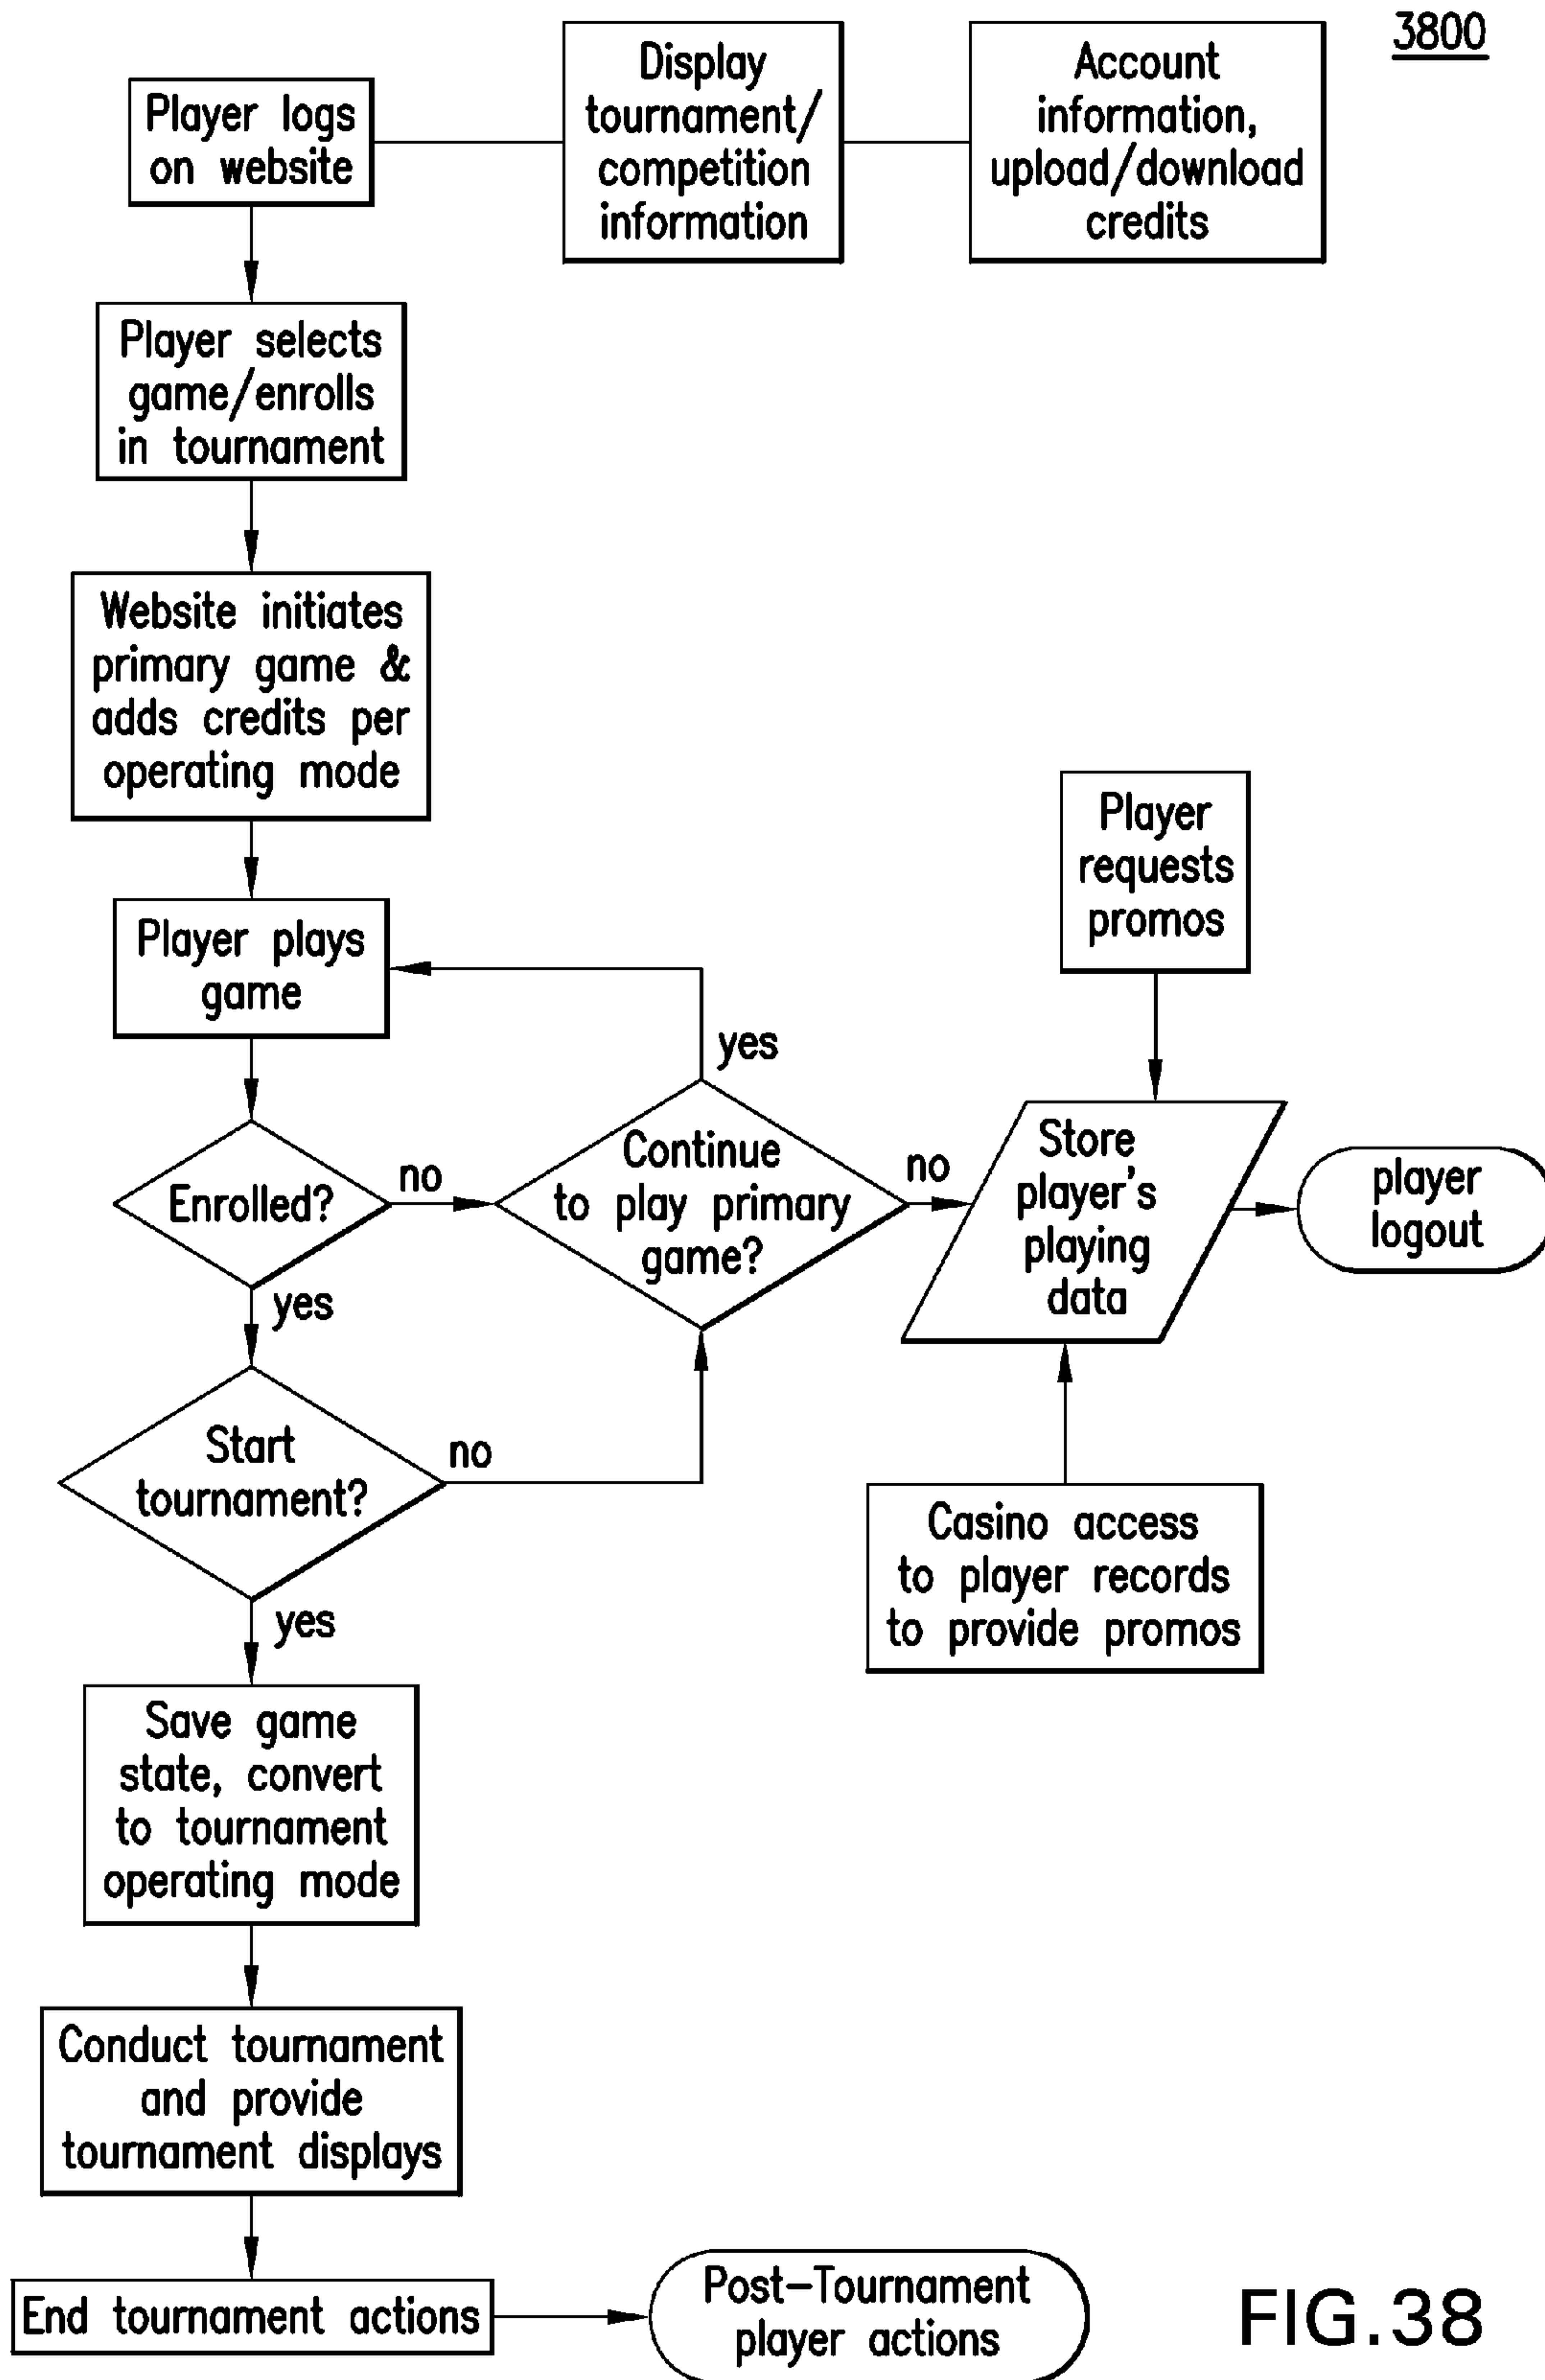 3800
Player logs
on website
Display
tournament/
competition
information
Account
information,
upload/download
credits
Player selects
game/enrolls
in tournament
Website initiates
primary game &
adds credits per
operating mode
Player plays
game
yes
Player
requests
promos
Enrolled?
no
Continue
to play primary
game?
no
Store
player's
playing
data
player
logout
yes
Start
tournament?
no
Casino access
to player records
to provide promos
yes
Save game
state, convert
to tournament
operating mode
Conduct tournament
and provide
tournament displays
End tournament actions
Post-Tournament
player actions
FIG.38